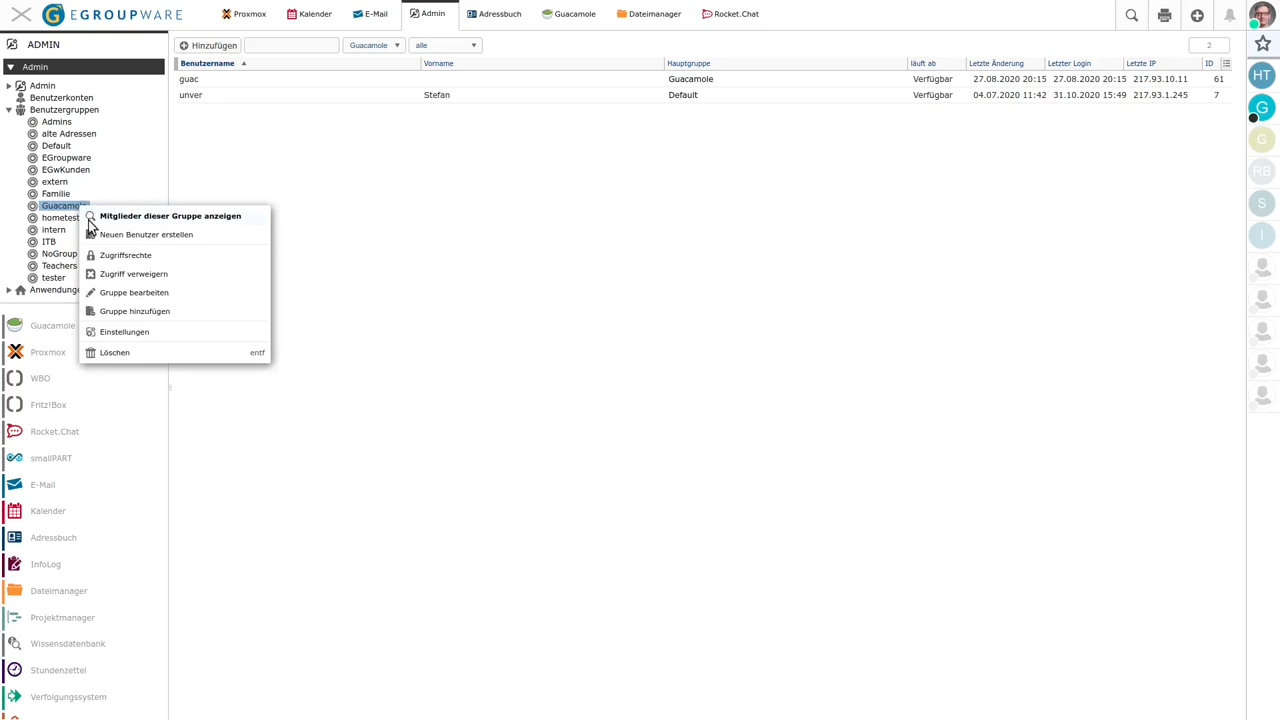 EGROUPWARE
Proxmox
Kalender
E-Mail
Admin
Adressbuch
Guacamole
Dateimanager
Rocket.Chat
ADMIN
Admin
Admin
Benutzerkonten
Benutzergruppen
Admins
alte Adressen
Default
EGroupware
EGwKunden
extern
Familie
Guacamole
hometest
intern
ITB
NoGroup
Teachers
tester
Anwendunge
Guacamole
Proxmox
WBO
Fritz!Box
Rocket.Chat
smallPART
E-Mail
Kalender
Adressbuch
InfoLog
Dateimanager
Projektmanager
Wissensdatenbank
Stundenzettel
Verfolgungssystem
Mitglieder dieser Gruppe anzeigen
Neuen Benutzer erstellen
Zugriffsrechte
Zugriff verweigern
Gruppe bearbeiten
Gruppe hinzufügen
Einstellungen
Löschen entf
Hinzufügen Guacamole alle 2
Benutzername Vorname Hauptgruppe läuft ab Letzte Änderung Letzter Login Letzte IP ID
guac Guacamole Verfügbar 27.08.2020 20:15 27.08.2020 20:15 217.93.10.11 61
unver Stefan Default Verfügbar 04.07.2020 11:42 31.10.2020 15:49 217.93.1.245 7
HT
G
G
RB
S
I